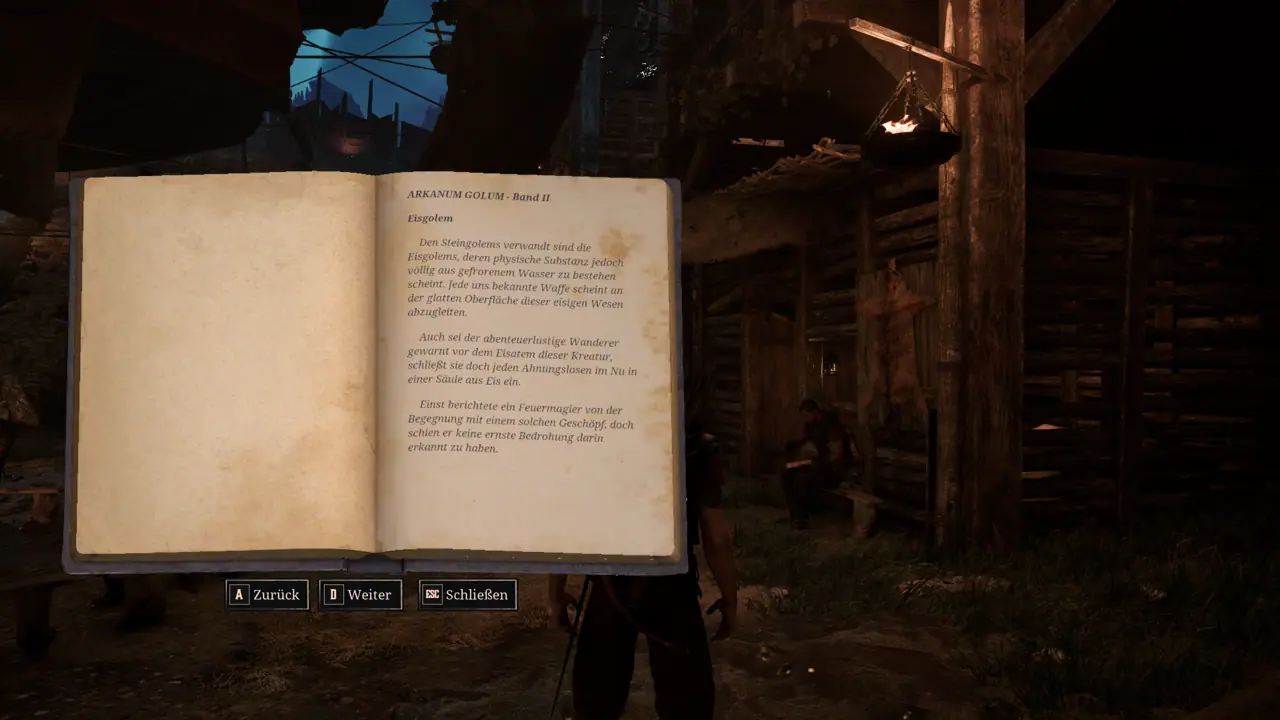 ARKANUM GOLUM - Band II
Eisgolem
Den Steingolems verwandt sind die
Eisgolems, deren physische Substanz jedoch
völlig aus gefrorenem Wasser zu bestehen
scheint. Jede uns bekannte Waffe scheint an
der glatten Oberfläche dieser eisigen Wesen
abzugleiten.
Auch sei der abenteuerlustige Wanderer
gewarnt vor dem Eisatem dieser Kreatur,
schließt sie doch jeden Ahnungslosen im Nu in
einer Säule aus Eis ein.
Einst berichtete ein Feuermagier von der
Begegnung mit einem solchen Geschöpf, doch
schien er keine ernste Bedrohung darin
erkannt zu haben.
A Zurück D Weiter ESC Schließen